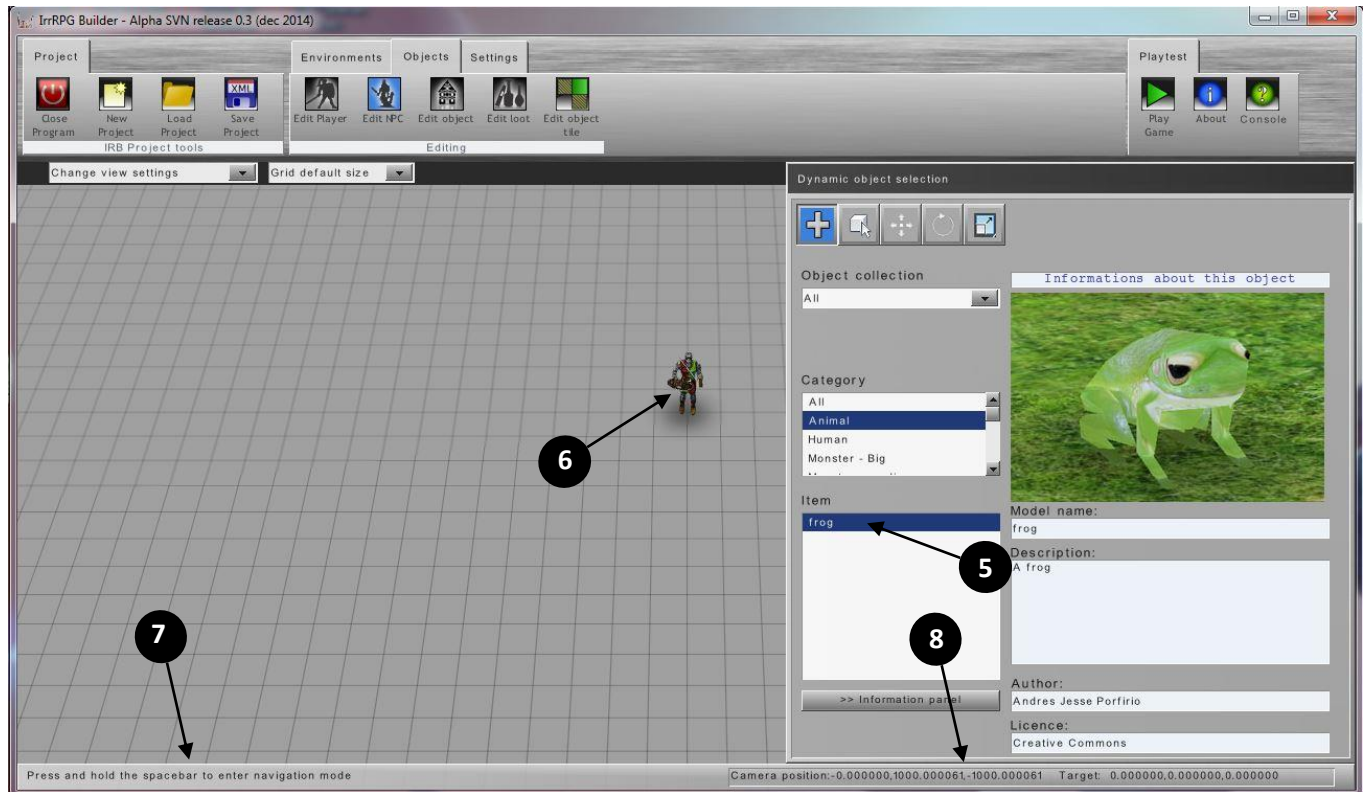 IrrRPG Builder - Alpha SVN release 0.3 (dec 2014)
Project
Environments Objects Settings
Playtest
XML
Close Program
New Project
Load Project
Save Project
Edit Player
Edit NPC
Edit object
Edit loot
Edit object tile
Play Game
About
Console
IRB Project tools
Editing
Change view settings
Grid default size
Dynamic object selection
Object collection
All
Informations about this object
Category
All
Animal
Human
Monster - Big
6
Item
frog
5
Model name:
frog
Description:
A frog
7
8
>> Information panel
Author:
Andres Jesse Porfirio
Licence:
Creative Commons
Press and hold the spacebar to enter navigation mode
Camera position:-0.000000,1000.000061,-1000.000061 Target: 0.000000,0.000000,0.000000